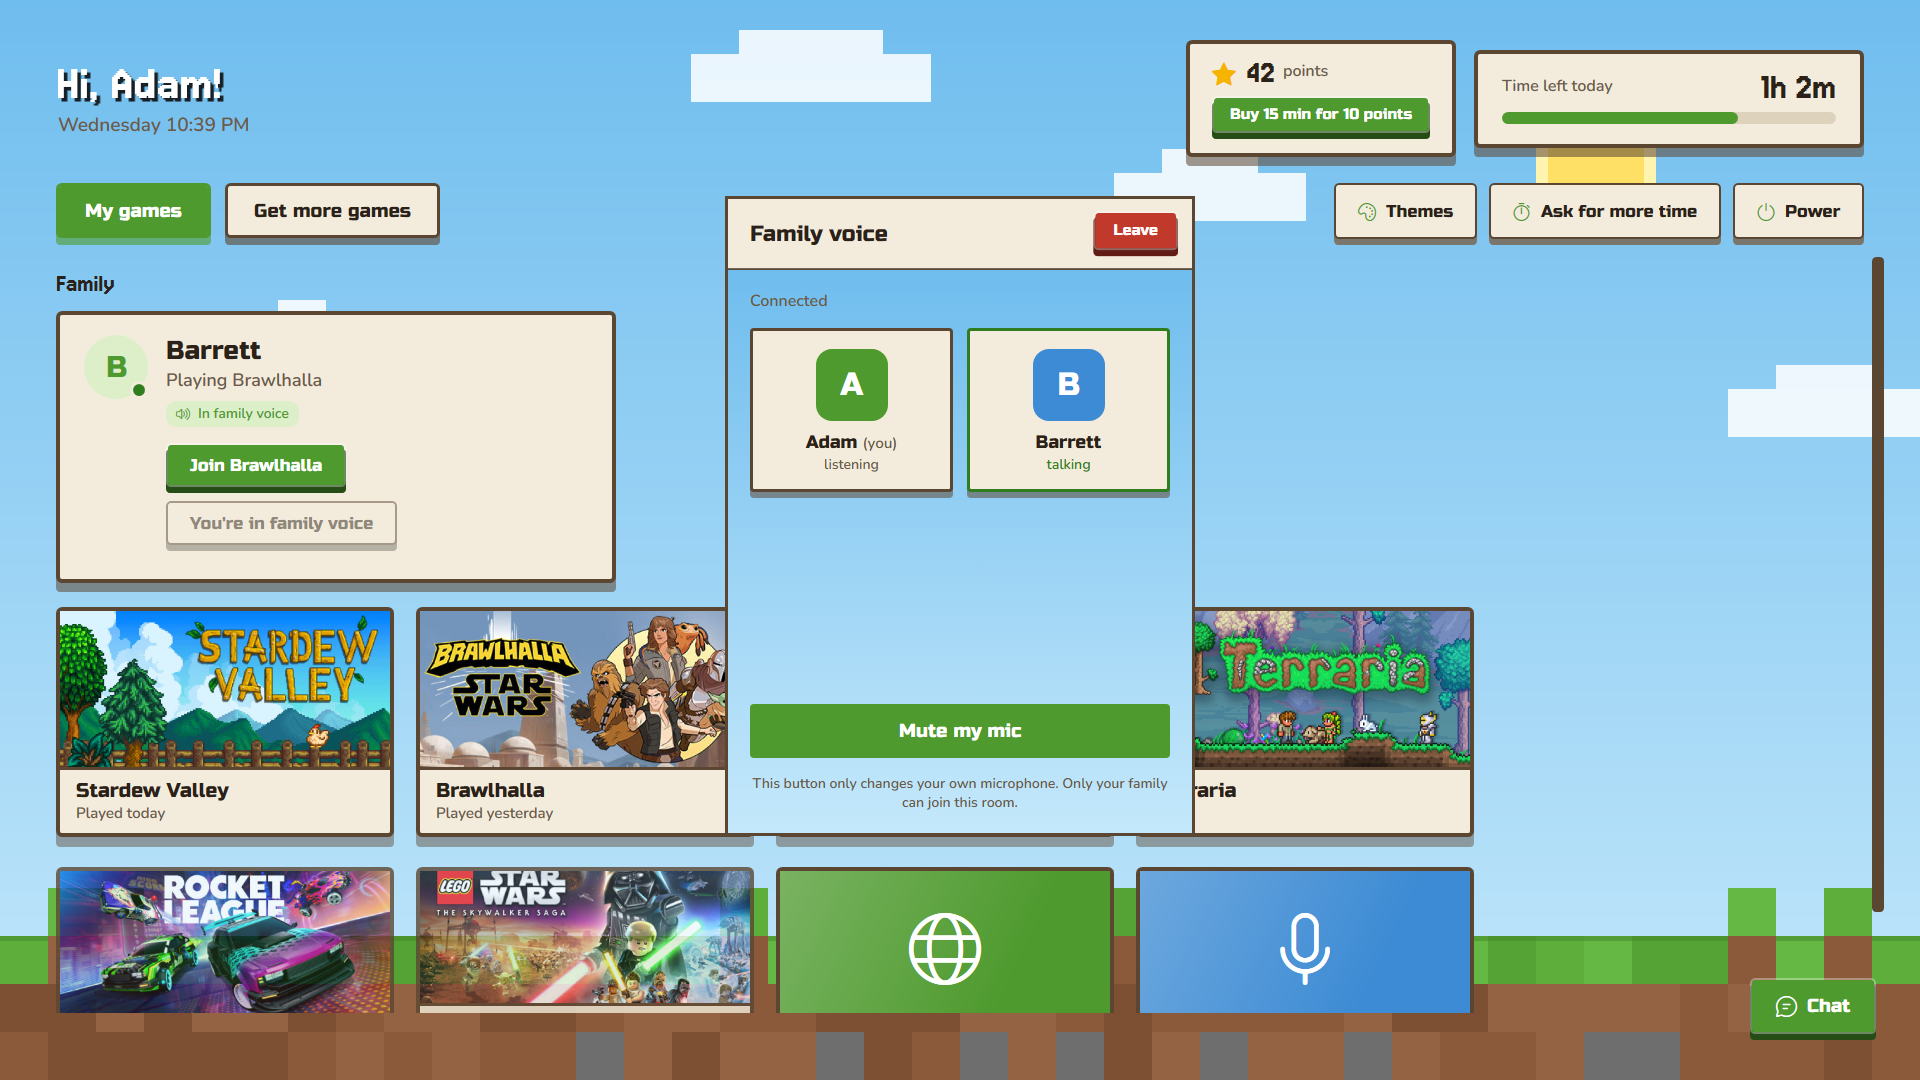 Hi, Adam!
Wednesday 10:39 PM
42 points
Buy 15 min for 10 points
Time left today
1h 2m
My games
Get more games
Themes
Ask for more time
Power
Family
B
Barrett
Playing Brawlhalla
In family voice
Join Brawlhalla
You're in family voice
Family voice
Leave
Connected
A
Adam (you)
listening
B
Barrett
talking
Mute my mic
This button only changes your own microphone. Only your family
can join this room.
STARDEW
VALLEY
Stardew Valley
Played today
BRAWLHALLA
STAR
WARS
Brawlhalla
Played yesterday
Terraria
raria
ROCKET
LEAGUE
LEGO
STAR
WARS
THE SKYWALKER SAGA
Chat